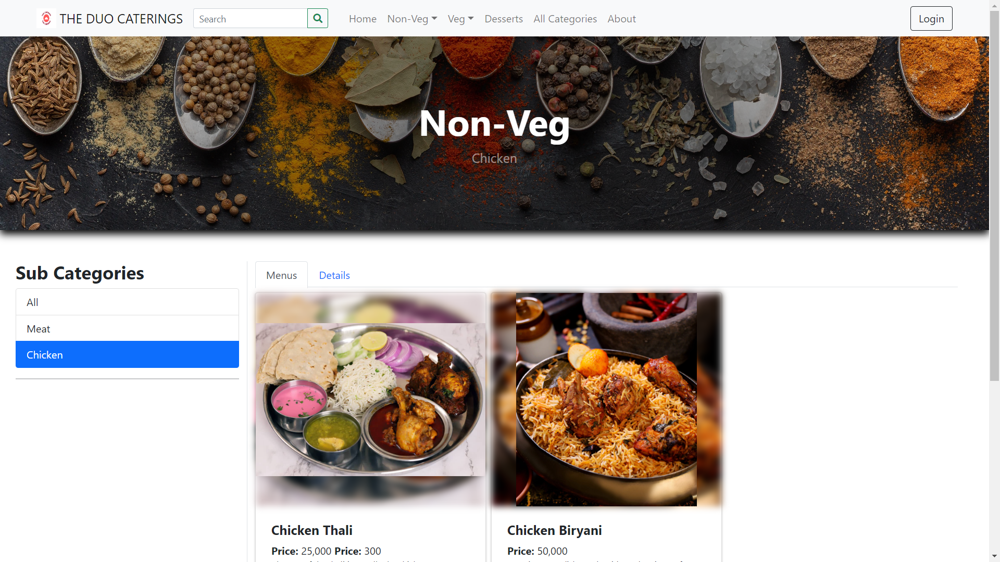 THE DUO CATERINGS
Search
Home Non-Veg Veg Desserts All Categories About
Login
Non-Veg
Chicken
Sub Categories
All
Meat
Chicken
Menus Details
Chicken Thali
Price: 25,000 Price: 300
Chicken Biryani
Price: 50,000